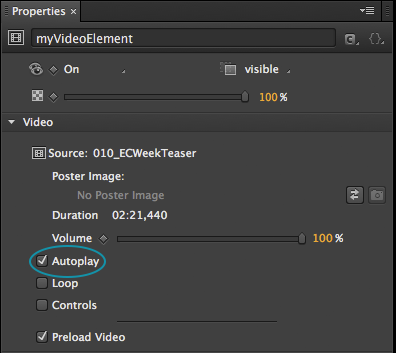 Properties ×
myVideoElement
On visible
100 %
Video
Source: 010_ECWeekTeaser
Poster Image:
No Poster Image
Duration 02:21,440
Volume 100 %
Autoplay
Loop
Controls
Preload Video